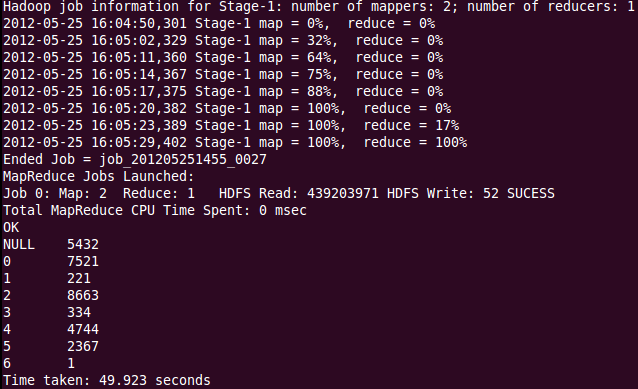 Hadoop job information for Stage-1: number of mappers: 2; number of reducers: 1
2012-05-25 16:04:50,301 Stage-1 map = 0%,  reduce = 0%
2012-05-25 16:05:02,329 Stage-1 map = 32%,  reduce = 0%
2012-05-25 16:05:11,360 Stage-1 map = 64%,  reduce = 0%
2012-05-25 16:05:14,367 Stage-1 map = 75%,  reduce = 0%
2012-05-25 16:05:17,375 Stage-1 map = 88%,  reduce = 0%
2012-05-25 16:05:20,382 Stage-1 map = 100%,  reduce = 0%
2012-05-25 16:05:23,389 Stage-1 map = 100%,  reduce = 17%
2012-05-25 16:05:29,402 Stage-1 map = 100%,  reduce = 100%
Ended Job = job_201205251455_0027
MapReduce Jobs Launched:
Job 0: Map: 2  Reduce: 1   HDFS Read: 439203971 HDFS Write: 52 SUCESS
Total MapReduce CPU Time Spent: 0 msec
OK
NULL    5432
0       7521
1       221
2       8663
3       334
4       4744
5       2367
6       1
Time taken: 49.923 seconds